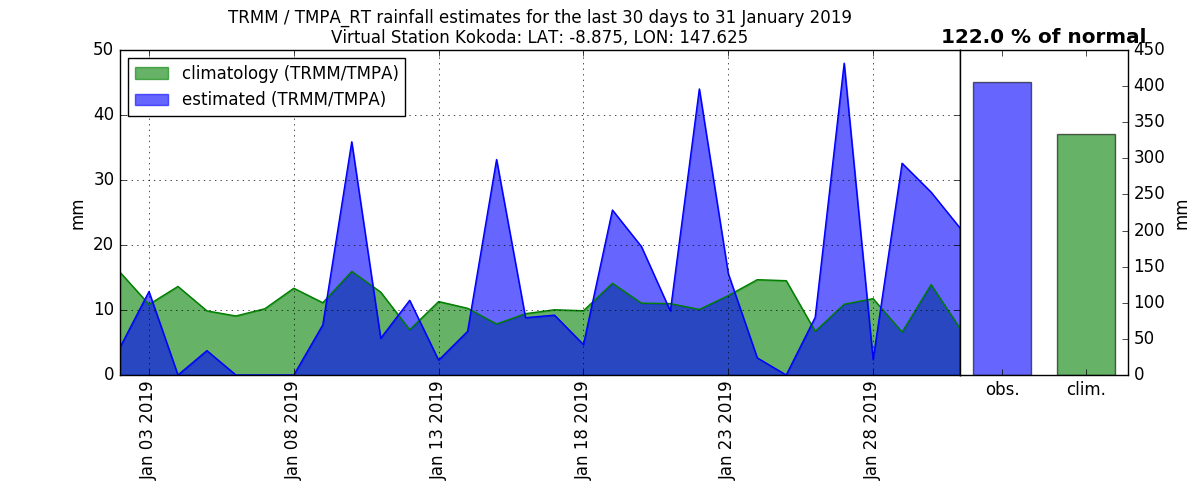 TRMM / TMPA_RT rainfall estimates for the last 30 days to 31 January 2019
Virtual Station Kokoda: LAT: -8.875, LON: 147.625
122.0 % of normal
climatology (TRMM/TMPA)
estimated (TRMM/TMPA)
50
40
30
20
10
0
mm
Jan 03 2019
Jan 08 2019
Jan 13 2019
Jan 18 2019
Jan 23 2019
Jan 28 2019
450
400
350
300
250
200
150
100
50
0
mm
obs.
clim.